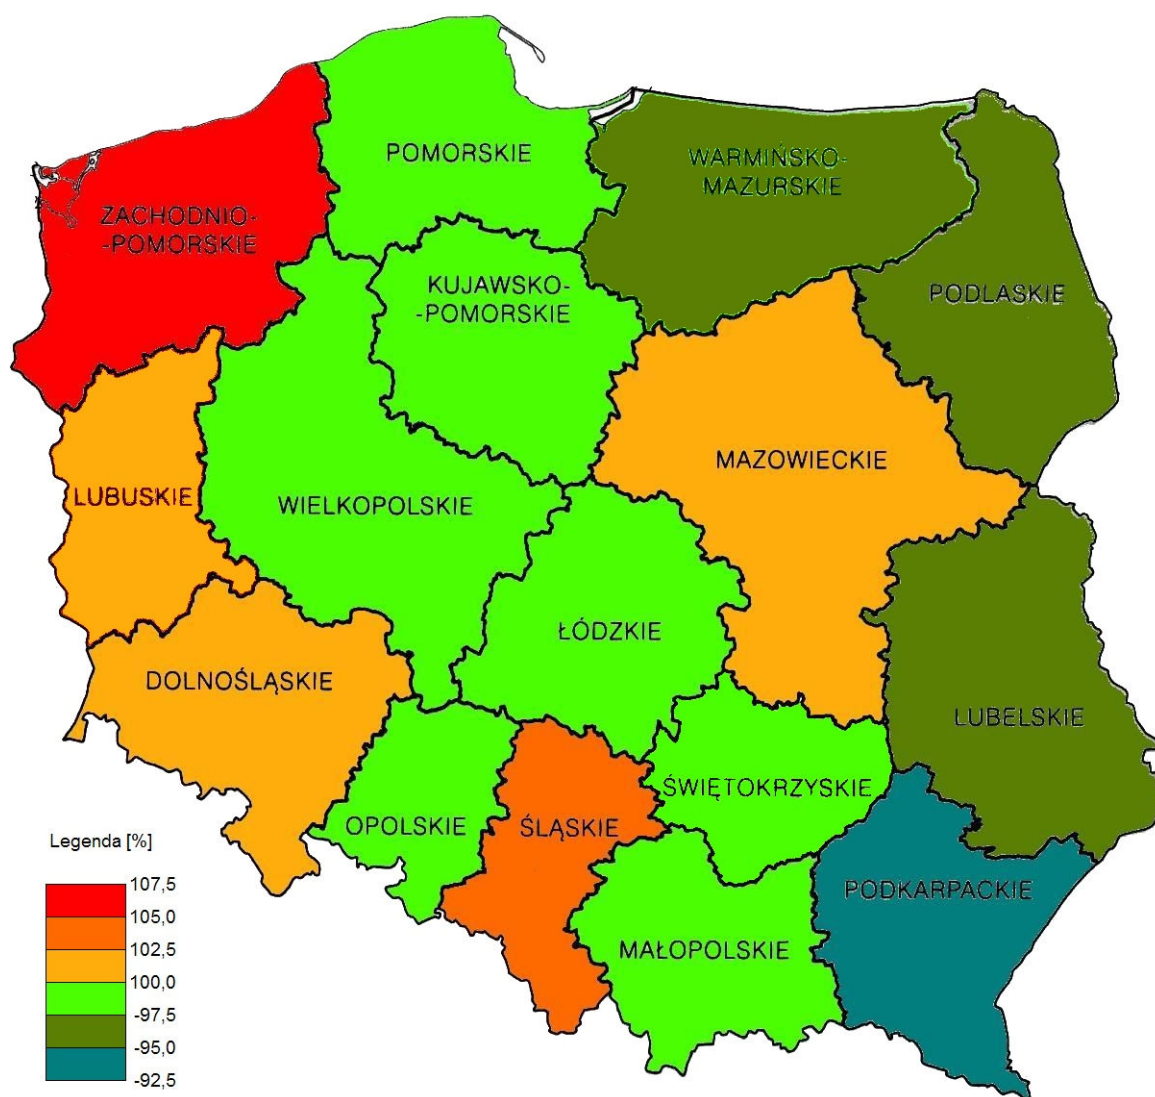 POMORSKIE
WARMIŃSKO-
MAZURSKIE
ZACHODNIO-
-POMORSKIE
KUJAWSKO-
-POMORSKIE
PODLASKIE
MAZOWIECKIE
LUBUSKIE
WIELKOPOLSKIE
ŁÓDZKIE
DOLNOŚLĄSKIE
LUBELSKIE
ŚWIĘTOKRZYSKIE
OPOLSKIE
ŚLĄSKIE
PODKARPACKIE
MAŁOPOLSKIE
Legenda [%]
107,5
105,0
102,5
100,0
-97,5
-95,0
-92,5